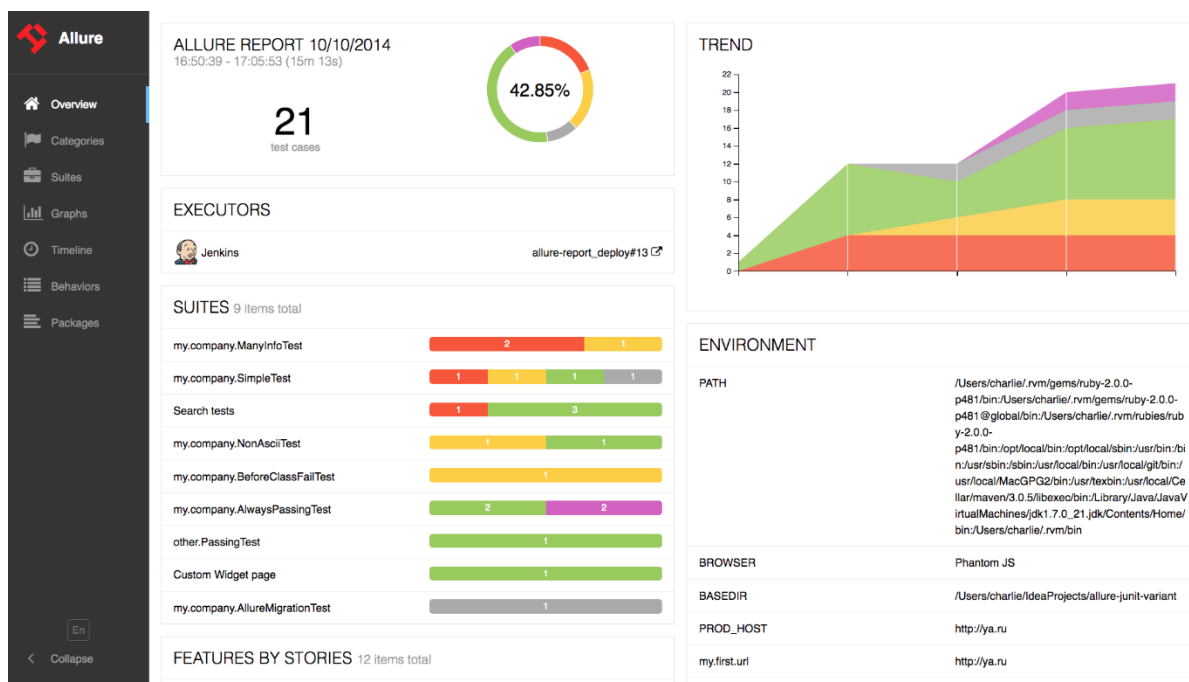 Allure
Overview
Categories
Suites
Graphs
Timeline
Behaviors
Packages
En
Collapse
ALLURE REPORT 10/10/2014
16:50:39 - 17:05:53 (15m 13s)
21
test cases
42.85%
EXECUTORS
Jenkins allure-report_deploy#13
SUITES 9 items total
my.company.ManyInfoTest 2 1
my.company.SimpleTest 1 1 1 1
Search tests 1 3
my.company.NonAsciiTest 1 1
my.company.BeforeClassFailTest 1
my.company.AlwaysPassingTest 2 2
other.PassingTest 1
Custom Widget page 1
my.company.AllureMigrationTest 1
FEATURES BY STORIES 12 items total
TREND
22
20
18
16
14
12
10
8
6
4
2
0
ENVIRONMENT
PATH /Users/charlie/.rvm/gems/ruby-2.0.0-
p481/bin:/Users/charlie/.rvm/gems/ruby-2.0.0-
p481@global/bin:/Users/charlie/.rvm/rubies/rub
y-2.0.0-
p481/bin:/opt/local/bin:/opt/local/sbin:/usr/bin:/bi
n:/usr/sbin:/sbin:/usr/local/bin:/usr/local/git/bin:/
usr/local/MacGPG2/bin:/usr/texbin:/usr/local/Ce
llar/maven/3.0.5/libexec/bin:/Library/Java/JavaV
irtualMachines/jdk1.7.0_21.jdk/Contents/Home/
bin:/Users/charlie/.rvm/bin
BROWSER Phantom JS
BASEDIR /Users/charlie/IdeaProjects/allure-junit-variant
PROD_HOST http://ya.ru
my.first.url http://ya.ru